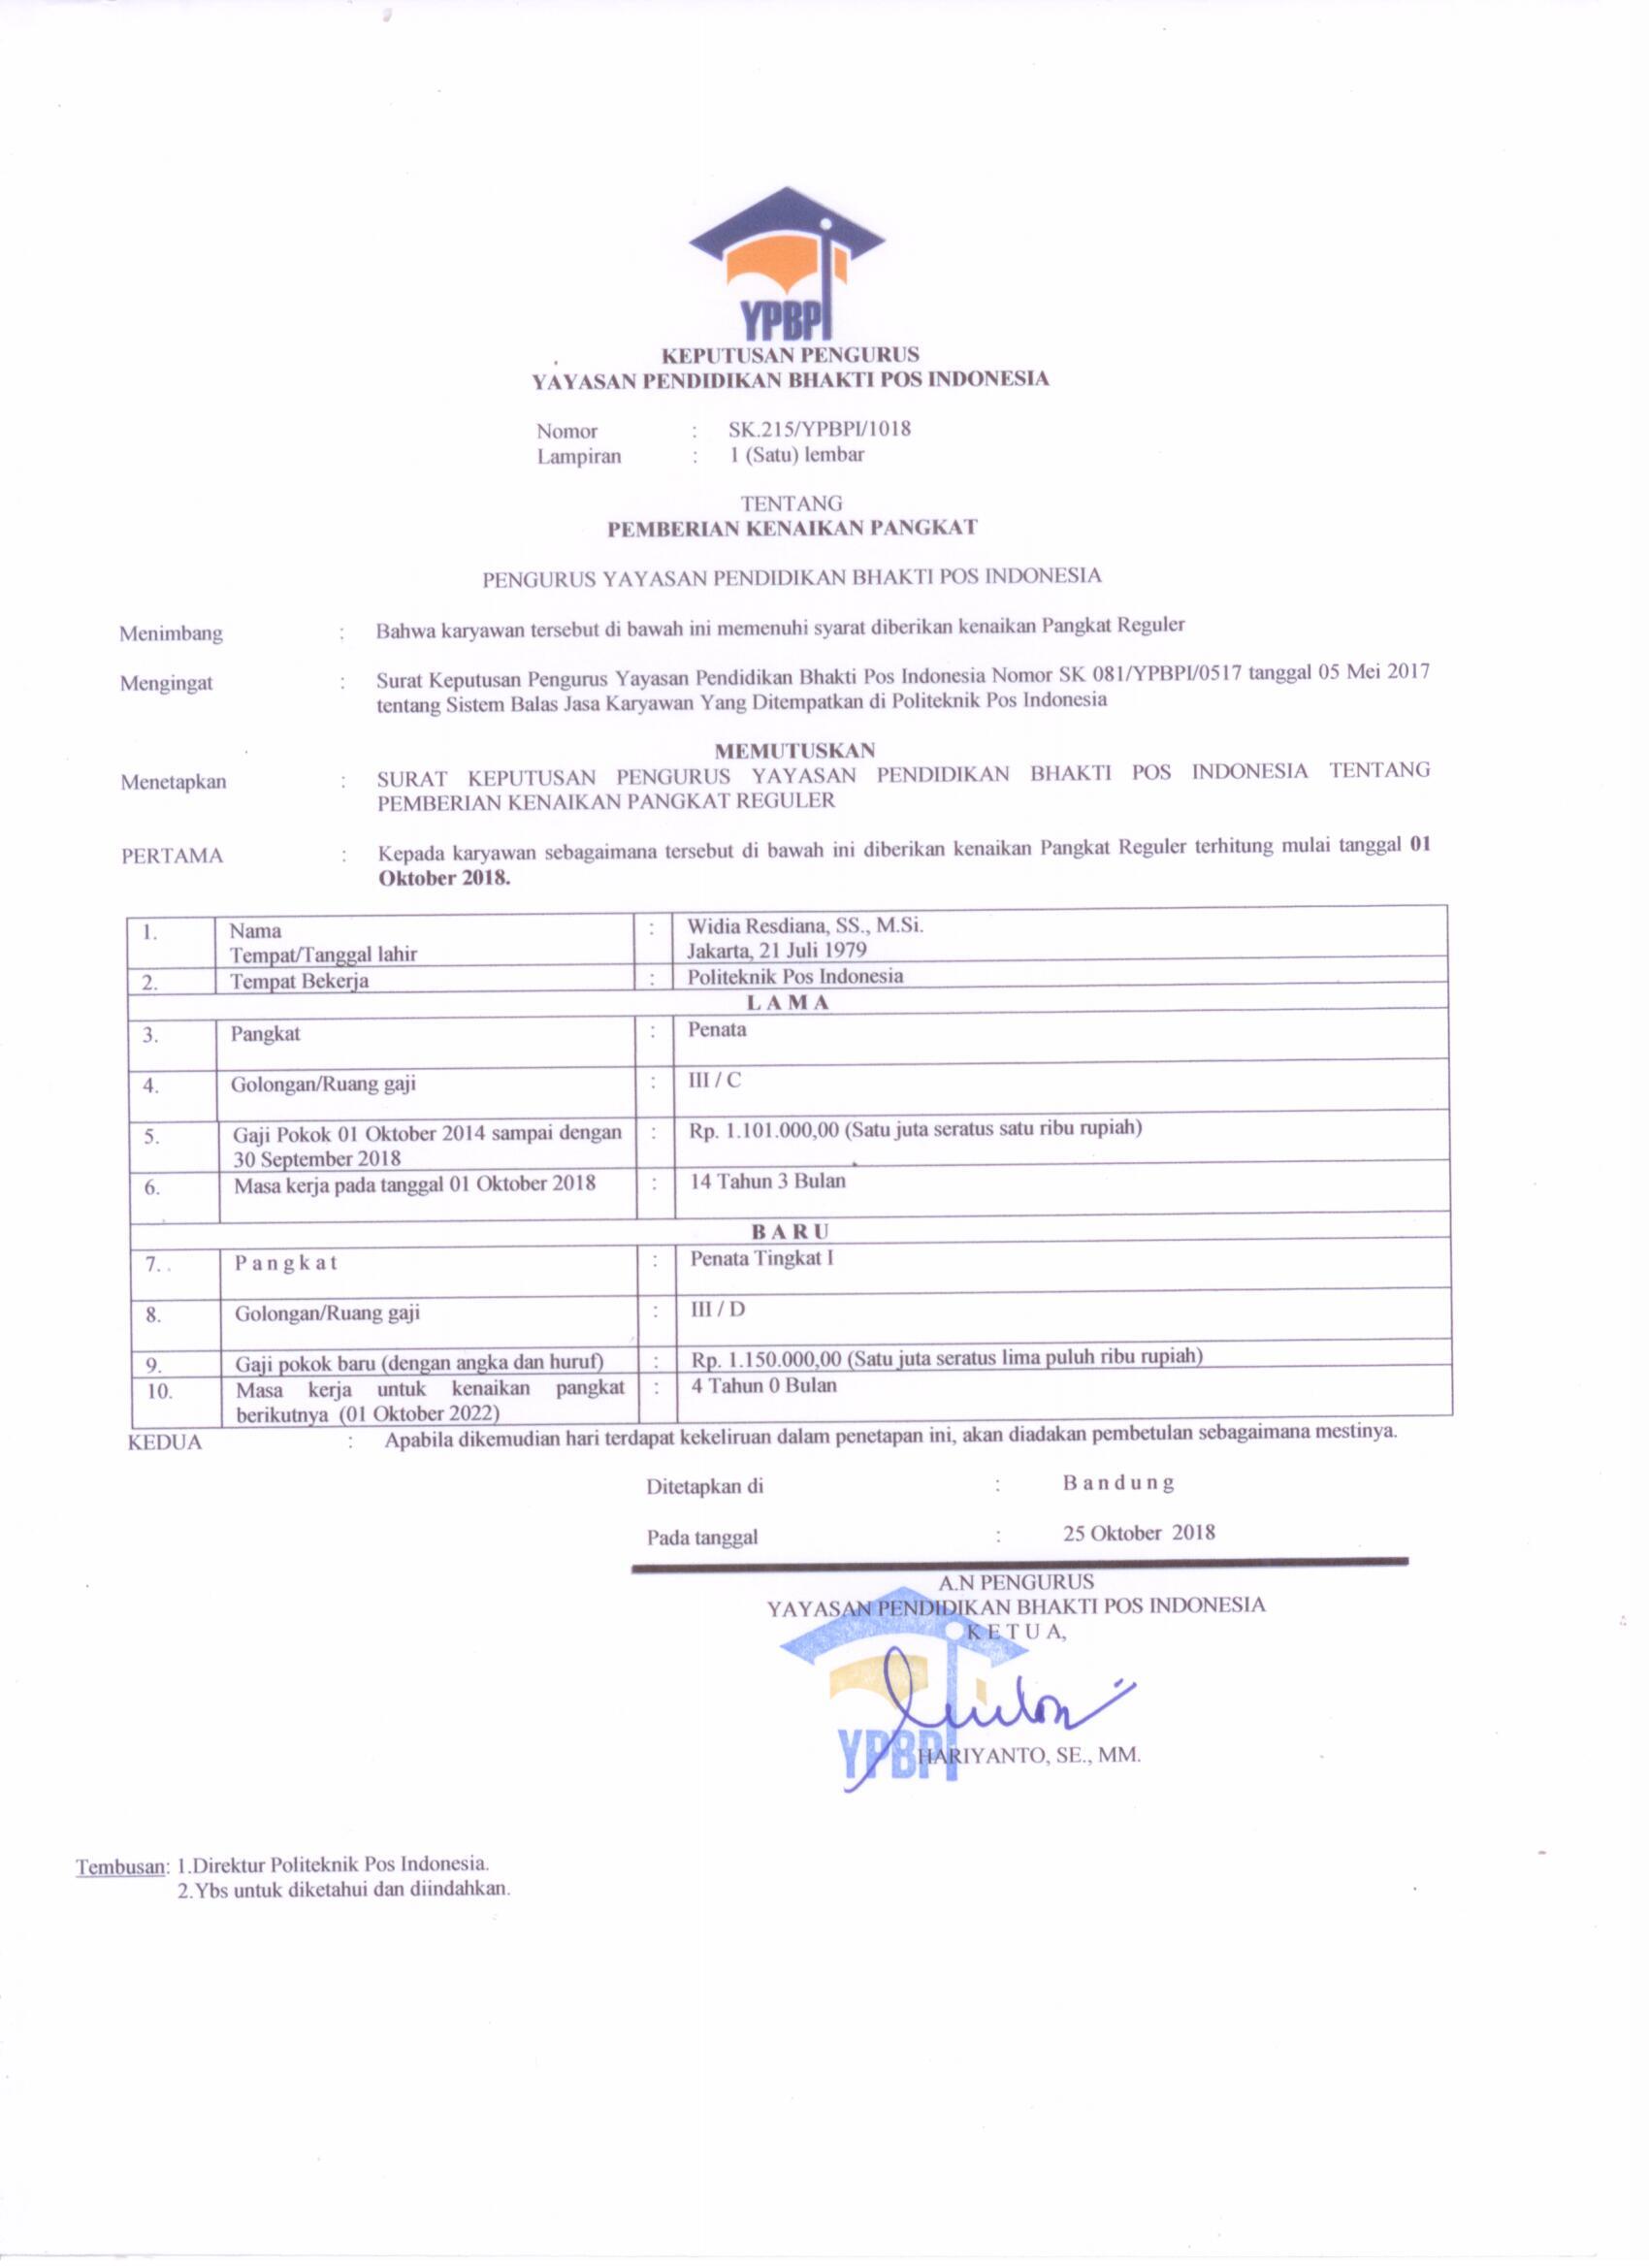 YPBPI
KEPUTUSAN PENGURUS
YAYASAN PENDIDIKAN BHAKTI POS INDONESIA
Nomor : SK.215/YPBPI/1018
Lampiran : 1 (Satu) lembar
TENTANG
PEMBERIAN KENAIKAN PANGKAT
PENGURUS YAYASAN PENDIDIKAN BHAKTI POS INDONESIA
Menimbang : Bahwa karyawan tersebut di bawah ini memenuhi syarat diberikan kenaikan Pangkat Reguler
Mengingat : Surat Keputusan Pengurus Yayasan Pendidikan Bhakti Pos Indonesia Nomor SK 081/YPBPI/0517 tanggal 05 Mei 2017
tentang Sistem Balas Jasa Karyawan Yang Ditempatkan di Politeknik Pos Indonesia
MEMUTUSKAN
Menetapkan : SURAT KEPUTUSAN PENGURUS YAYASAN PENDIDIKAN BHAKTI POS INDONESIA TENTANG
PEMBERIAN KENAIKAN PANGKAT REGULER
PERTAMA : Kepada karyawan sebagaimana tersebut di bawah ini diberikan kenaikan Pangkat Reguler terhitung mulai tanggal 01
Oktober 2018.
1. Nama : Widia Resdiana, SS., M.Si.
Tempat/Tanggal lahir Jakarta, 21 Juli 1979
2. Tempat Bekerja : Politeknik Pos Indonesia
L A M A
3. Pangkat : Penata
4. Golongan/Ruang gaji : III / C
5. Gaji Pokok 01 Oktober 2014 sampai dengan : Rp. 1.101.000,00 (Satu juta seratus satu ribu rupiah)
30 September 2018
6. Masa kerja pada tanggal 01 Oktober 2018 : 14 Tahun 3 Bulan
B A R U
7. . P a n g k a t : Penata Tingkat I
8. Golongan/Ruang gaji : III / D
9. Gaji pokok baru (dengan angka dan huruf) : Rp. 1.150.000,00 (Satu juta seratus lima puluh ribu rupiah)
10. Masa kerja untuk kenaikan pangkat : 4 Tahun 0 Bulan
berikutnya (01 Oktober 2022)
KEDUA : Apabila dikemudian hari terdapat kekeliruan dalam penetapan ini, akan diadakan pembetulan sebagaimana mestinya.
Ditetapkan di : B a n d u n g
Pada tanggal : 25 Oktober 2018
A.N PENGURUS
YAYASAN PENDIDIKAN BHAKTI POS INDONESIA
K E T U A,
YPBPI
HARIYANTO, SE., MM.
Tembusan: 1.Direktur Politeknik Pos Indonesia.
2.Ybs untuk diketahui dan diindahkan.